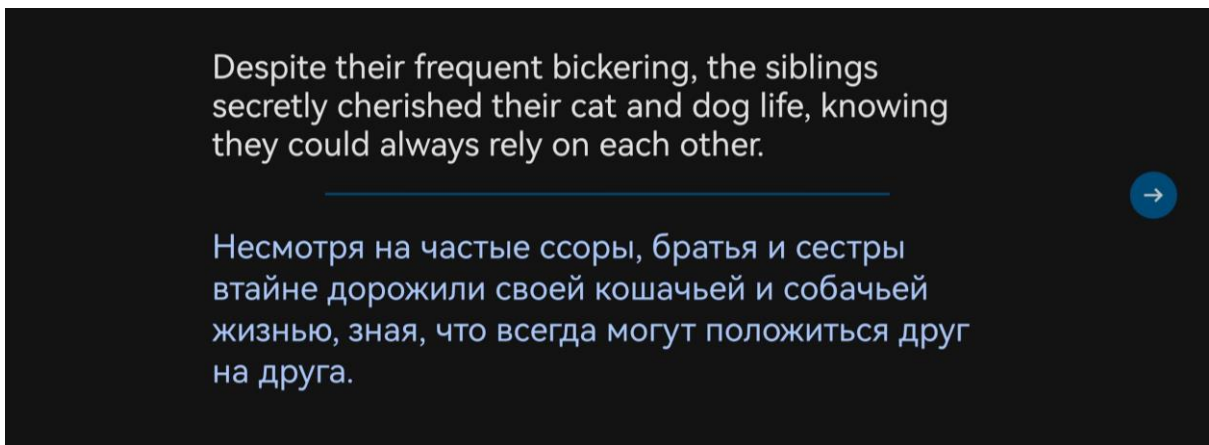 Despite their frequent bickering, the siblings
secretly cherished their cat and dog life, knowing
they could always rely on each other.
Несмотря на частые ссоры, братья и сестры
втайне дорожили своей кошачьей и собачьей
жизнью, зная, что всегда могут положиться друг
на друга.